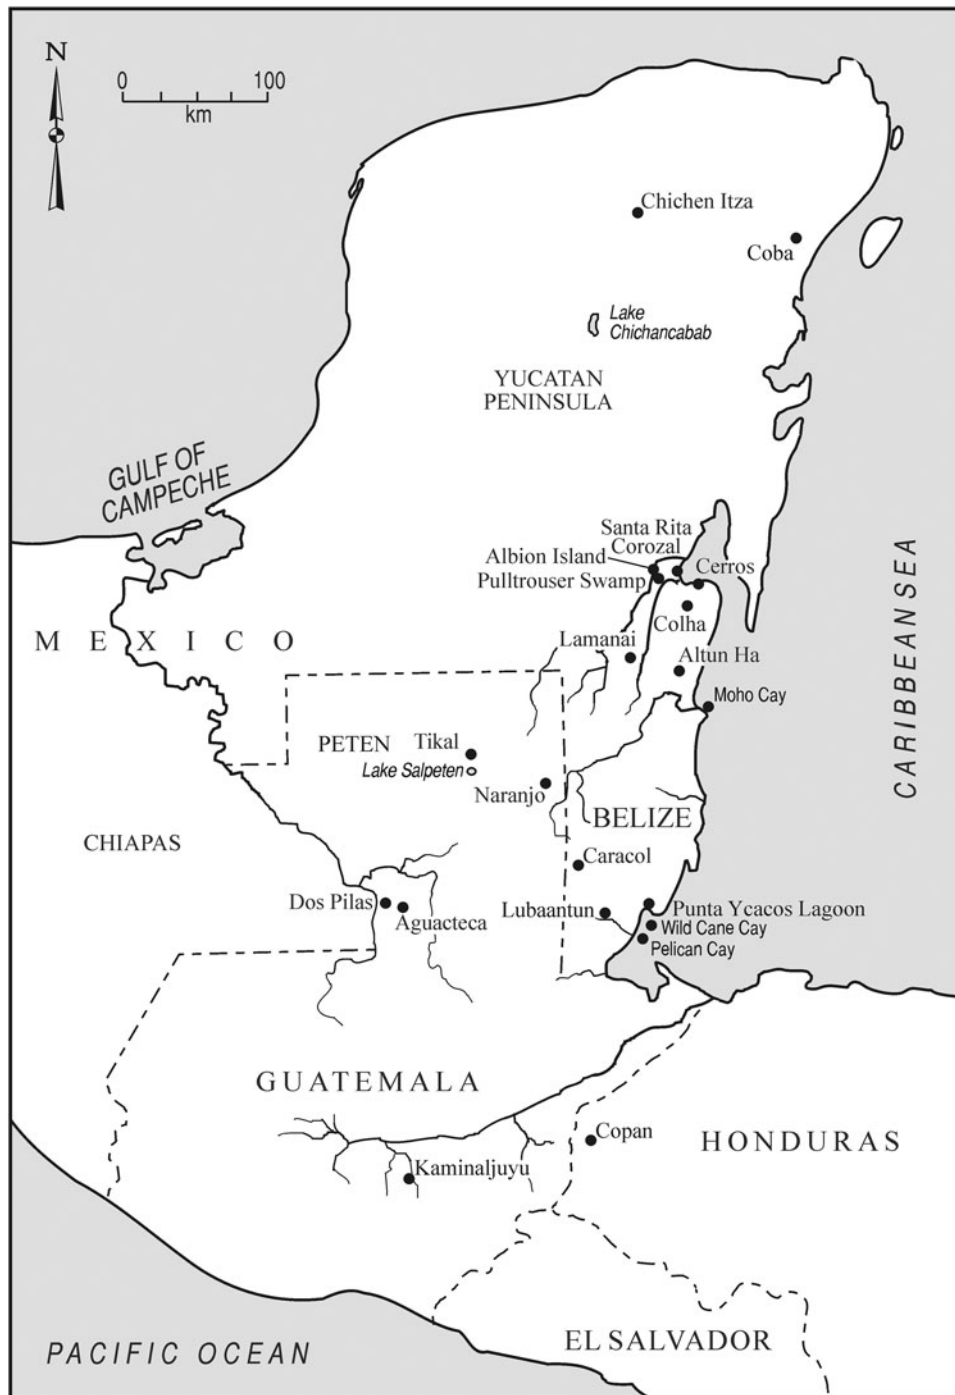 N
0 100
km
Chichen Itza
Coba
Lake
Chichancabab
YUCATAN
PENINSULA
GULF OF
CAMPECHE
Santa Rita
Corozal
Albion Island
Cerros
Pulltrouser Swamp
Colha
CARIBBEAN SEA
MEXICO
Lamanai
Altun Ha
Moho Cay
PETEN
Tikal
Lake Salpeten
Naranjo
BELIZE
CHIAPAS
Caracol
Dos Pilas
Aguacteca
Lubaantun
Punta Ycacos Lagoon
Wild Cane Cay
Pelican Cay
GUATEMALA
Copan
HONDURAS
Kaminaljuyu
EL SALVADOR
PACIFIC OCEAN